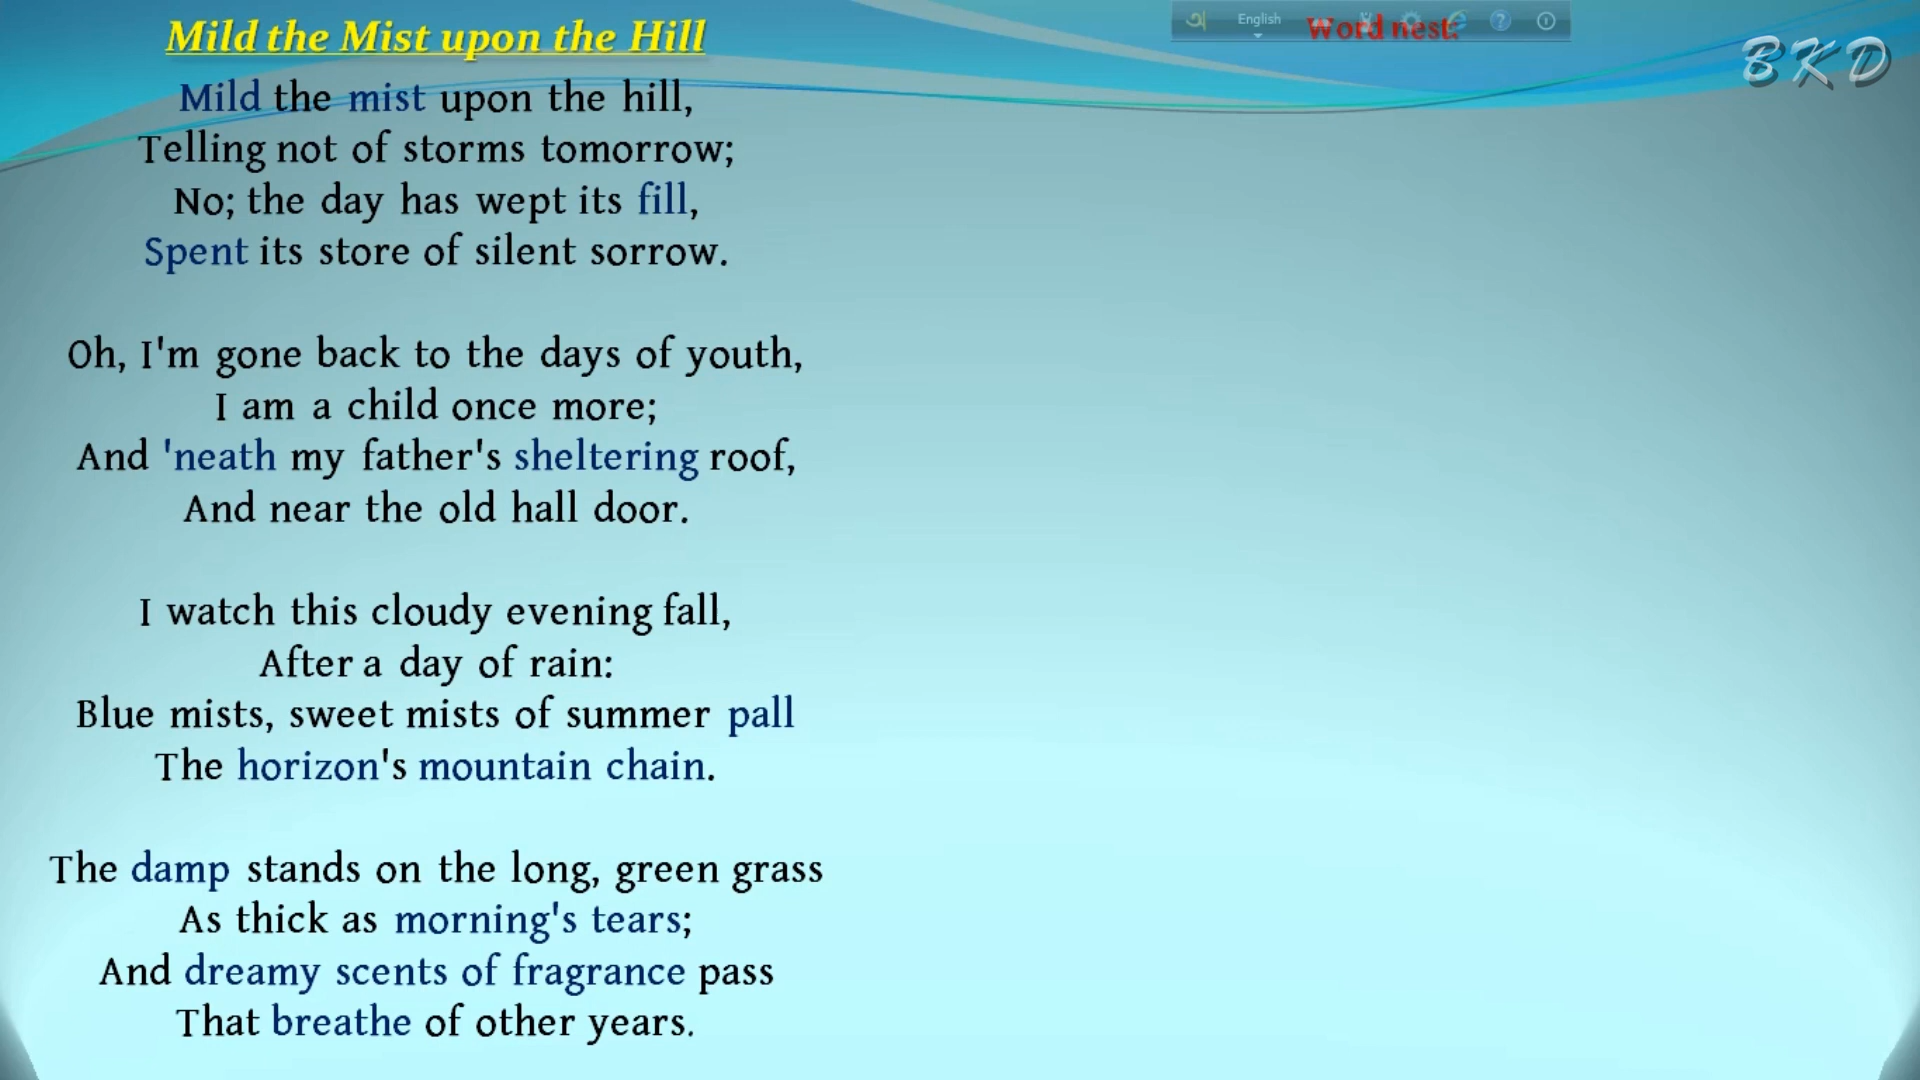 Mild the Mist upon the Hill
English
Word nest:
BKD
Mild the mist upon the hill,
Telling not of storms tomorrow;
No; the day has wept its fill,
Spent its store of silent sorrow.
Oh, I'm gone back to the days of youth,
I am a child once more;
And 'neath my father's sheltering roof,
And near the old hall door.
I watch this cloudy evening fall,
After a day of rain:
Blue mists, sweet mists of summer pall
The horizon's mountain chain.
The damp stands on the long, green grass
As thick as morning's tears;
And dreamy scents of fragrance pass
That breathe of other years.